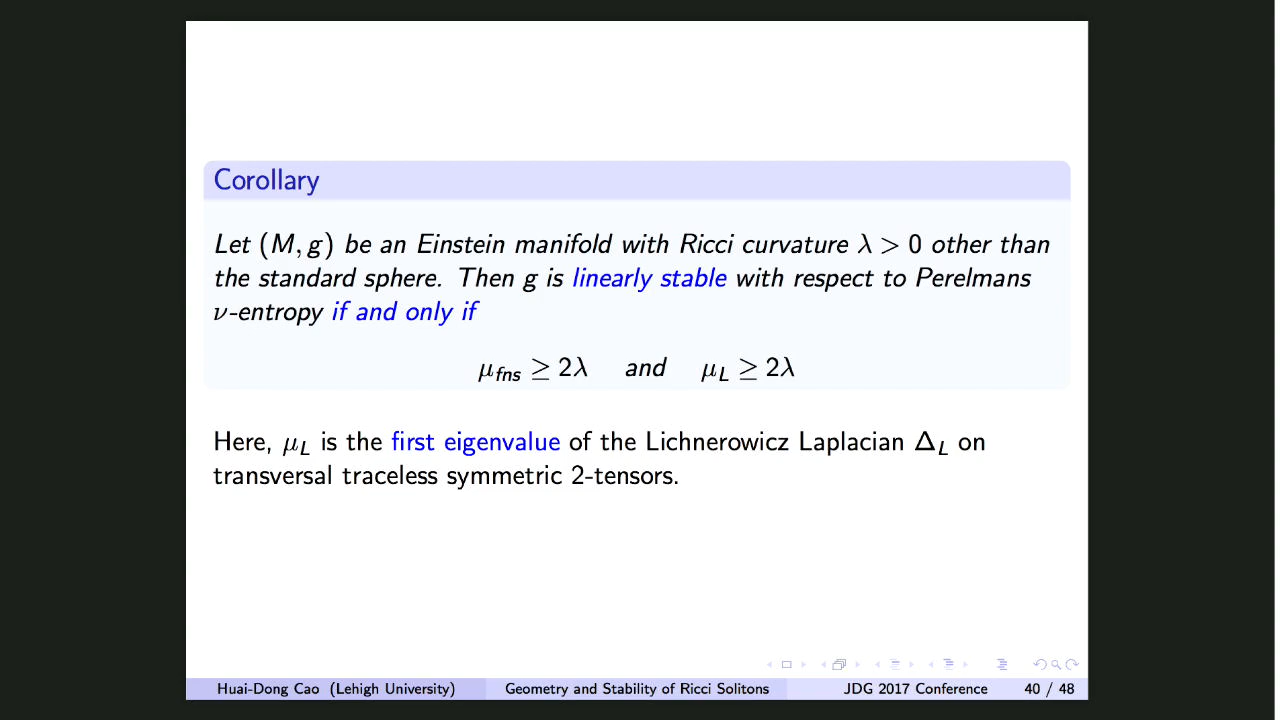 Corollary
Let (M, g) be an Einstein manifold with Ricci curvature λ > 0 other than
the standard sphere. Then g is linearly stable with respect to Perelmans
ν-entropy if and only if
μ_fns ≥ 2λ and μ_L ≥ 2λ
Here, μ_L is the first eigenvalue of the Lichnerowicz Laplacian Δ_L on
transversal traceless symmetric 2-tensors.
Huai-Dong Cao (Lehigh University) Geometry and Stability of Ricci Solitons JDG 2017 Conference 40 / 48